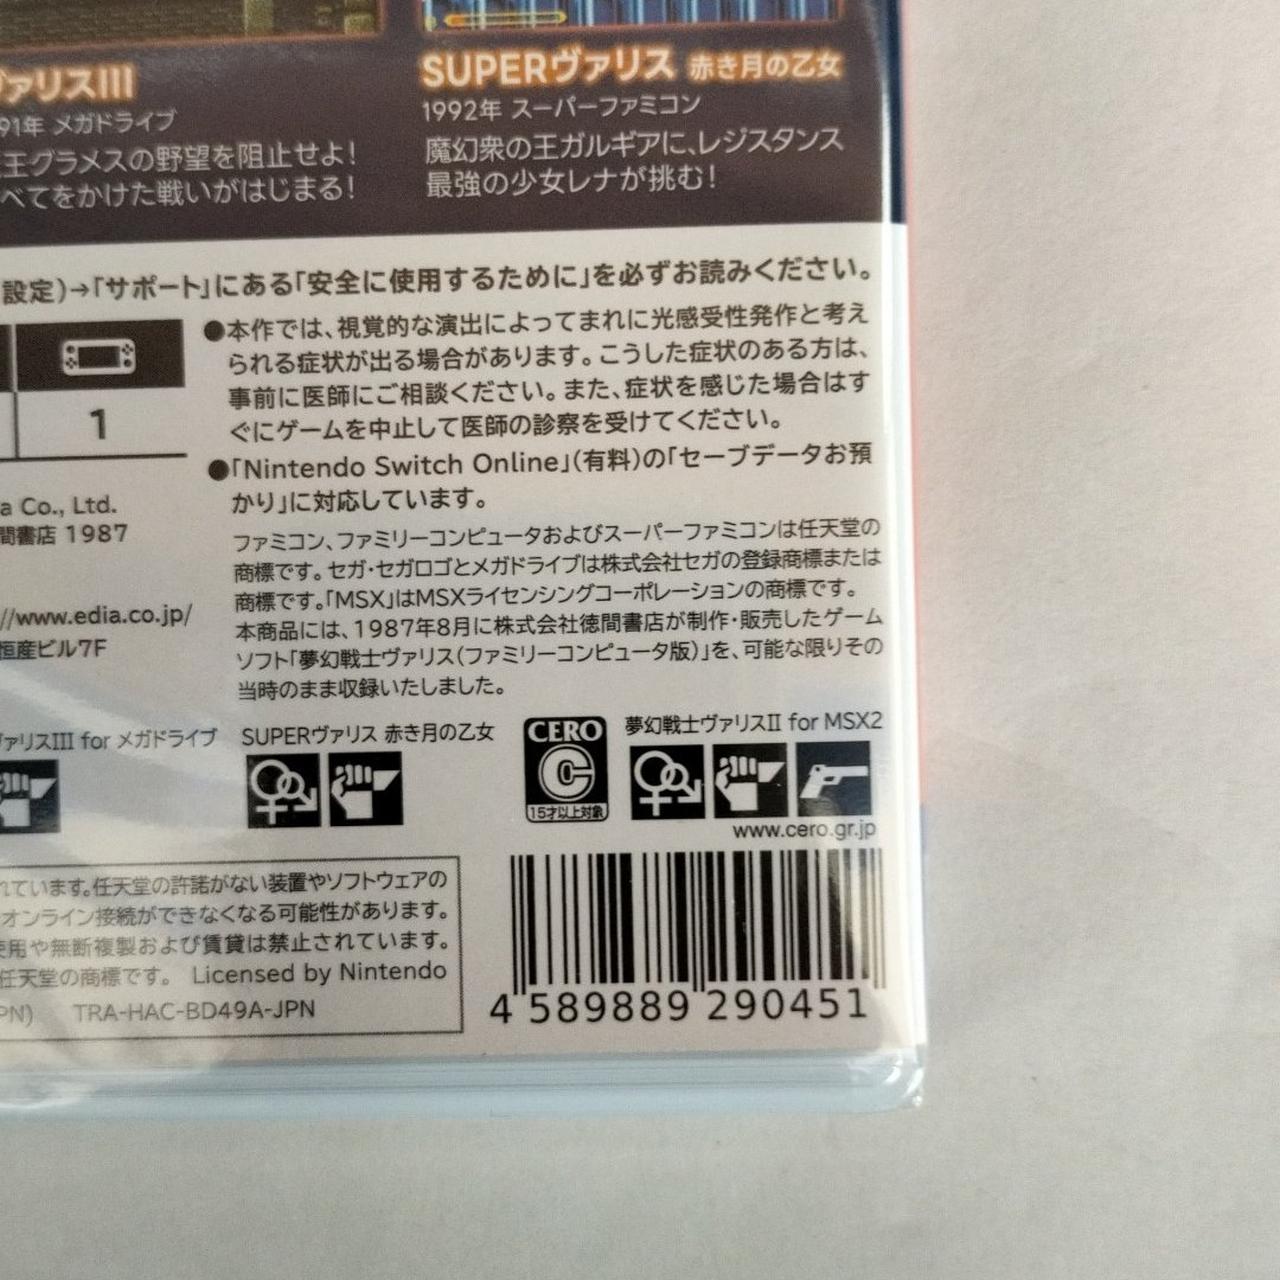 ヴァリスIII
91年 メガドライブ
王グラメスの野望を阻止せよ!
べてをかけた戦いがはじまる!
SUPERヴァリス 赤き月の乙女
1992年 スーパーファミコン
魔幻衆の王ガルギアに、レジスタンス
最強の少女レナが挑む!
設定)→「サポート」にある「安全に使用するために」を必ずお読みください。
1
●本作では、視覚的な演出によってまれに光感受性発作と考え
られる症状が出る場合があります。こうした症状のある方は、
事前に医師にご相談ください。また、症状を感じた場合はす
ぐにゲームを中止して医師の診察を受けてください。
●「Nintendo Switch Online」(有料)の「セーブデータお預
かり」に対応しています。
a Co., Ltd.
間書店 1987
//www.edia.co.jp/
恒産ビル7F
ファミコン、ファミリーコンピュータおよびスーパーファミコンは任天堂の
商標です。セガ・セガロゴとメガドライブは株式会社セガの登録商標または
商標です。「MSX」はMSXライセンシングコーポレーションの商標です。
本商品には、1987年8月に株式会社徳間書店が制作・販売したゲーム
ソフト「夢幻戦士ヴァリス(ファミリーコンピュータ版)」を、可能な限りその
当時のまま収録いたしました。
ヴァリスIII for メガドライブ
SUPERヴァリス 赤き月の乙女
CERO
C
15才以上対象
夢幻戦士ヴァリスII for MSX2
www.cero.gr.jp
れています。任天堂の許諾がない装置やソフトウェアの
オンライン接続ができなくなる可能性があります。
使用や無断複製および賃貸は禁止されています。
任天堂の商標です。 Licensed by Nintendo
PN) TRA-HAC-BD49A-JPN
4 589889 290451